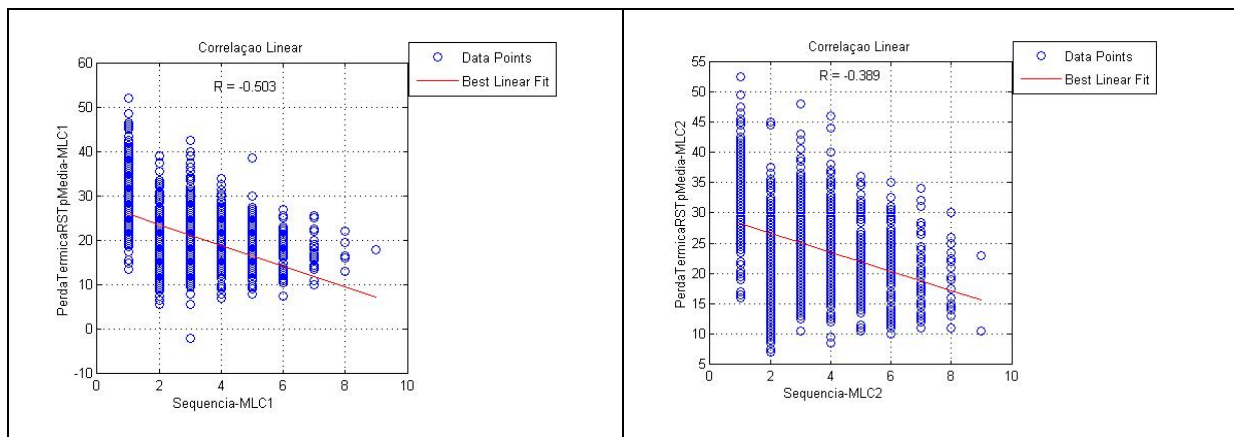 Correlaçao Linear
R = -0.503
Data Points
Best Linear Fit
60
50
40
30
20
10
0
-10
PerdaTermicaRSTpMedia-MLC1
0 2 4 6 8 10
Sequencia-MLC1
Correlaçao Linear
R = -0.389
Data Points
Best Linear Fit
55
50
45
40
35
30
25
20
15
10
5
PerdaTermicaRSTpMedia-MLC2
0 2 4 6 8 10
Sequencia-MLC2